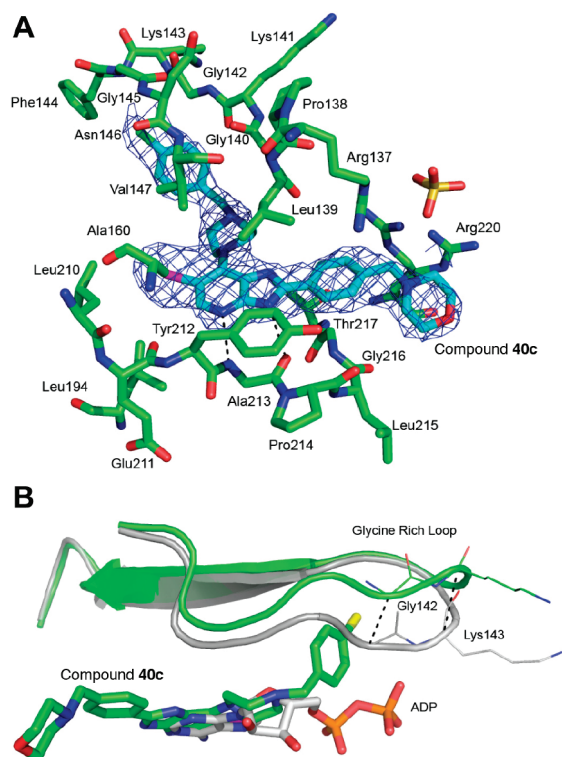 A
Lys143
Lys141
Gly142
Phe144
Gly145
Pro138
Asn146
Gly140
Arg137
Val147
Leu139
Ala160
Arg220
Leu210
Tyr212
Thr217
Compound 40c
Gly216
Leu194
Ala213
Leu215
Pro214
Glu211
B
Glycine Rich Loop
Gly142
Lys143
Compound 40c
ADP